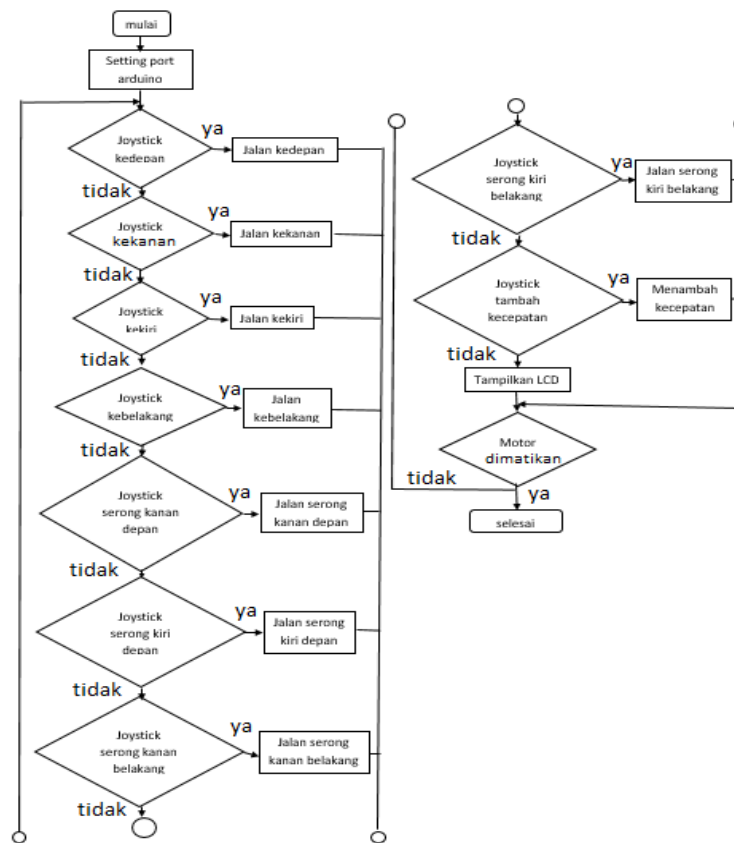 mulai
Setting port
arduino
Joystick
kedepan
ya
Jalan kedepan
tidak
Joystick
kekanan
ya
Jalan kekanan
tidak
Joystick
kekiri
ya
Jalan kekiri
tidak
Joystick
kebelakang
ya
Jalan
kebelakang
tidak
Joystick
serong kanan
depan
ya
Jalan serong
kanan depan
tidak
Joystick
serong kiri
depan
ya
Jalan serong
kiri depan
tidak
Joystick
serong kanan
belakang
ya
Jalan serong
kanan belakang
tidak
Joystick
serong kiri
belakang
ya
Jalan serong
kiri belakang
tidak
Joystick
tambah
kecepatan
ya
Menambah
kecepatan
tidak
Tampilkan LCD
Motor
dimatikan
tidak
ya
selesai